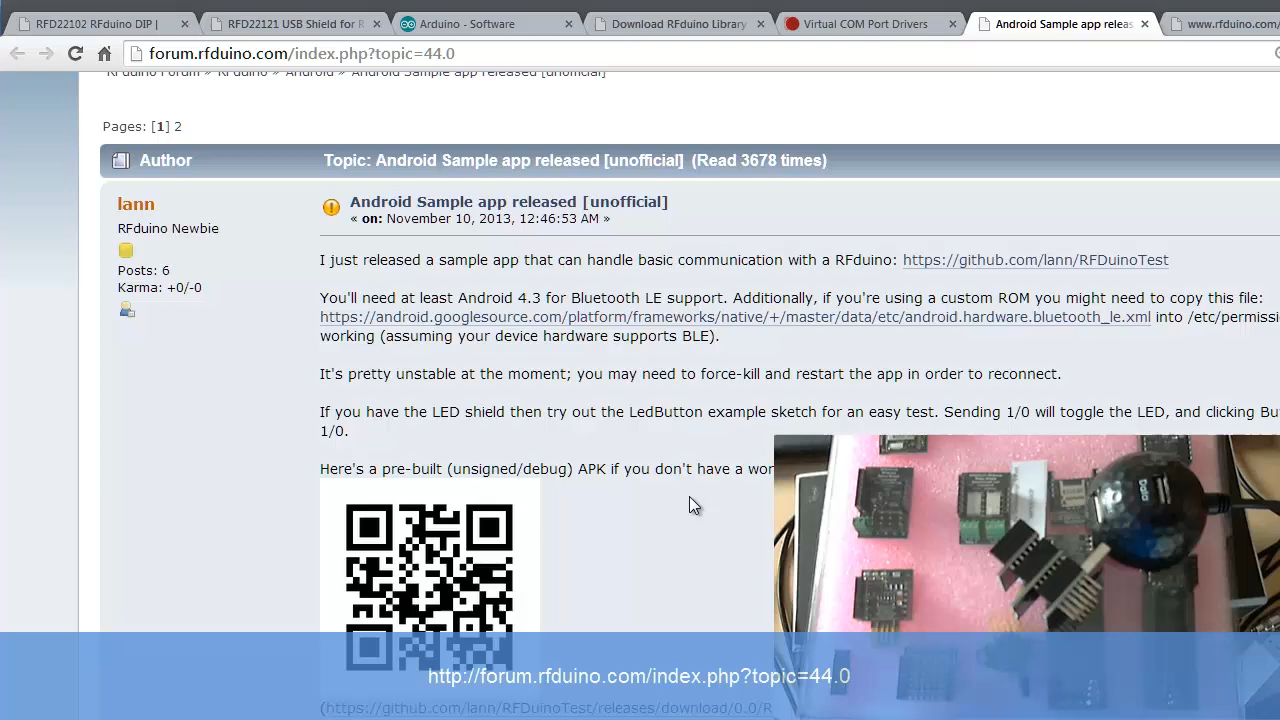 RFD22102 RFduino DIP |
RFD22121 USB Shield for R
Arduino - Software
Download RFduino Library
Virtual COM Port Drivers
Android Sample app releas
www.rfduino.com/
forum.rfduino.com/index.php?topic=44.0
RFduino Forum » RFduino » Android » Android Sample app released [unofficial]
Pages: [1] 2
Author
Topic: Android Sample app released [unofficial] (Read 3678 times)
lann
RFduino Newbie
Posts: 6
Karma: +0/-0
Android Sample app released [unofficial]
« on: November 10, 2013, 12:46:53 AM »
I just released a sample app that can handle basic communication with a RFduino: https://github.com/lann/RFDuinoTest
You'll need at least Android 4.3 for Bluetooth LE support. Additionally, if you're using a custom ROM you might need to copy this file:
https://android.googlesource.com/platform/frameworks/native/+/master/data/etc/android.hardware.bluetooth_le.xml into /etc/permissi
working (assuming your device hardware supports BLE).
It's pretty unstable at the moment; you may need to force-kill and restart the app in order to reconnect.
If you have the LED shield then try out the LedButton example sketch for an easy test. Sending 1/0 will toggle the LED, and clicking Bu
1/0.
Here's a pre-built (unsigned/debug) APK if you don't have a wor
Data
http://forum.rfduino.com/index.php?topic=44.0
(https://github.com/lann/RFDuinoTest/releases/download/0.0/R